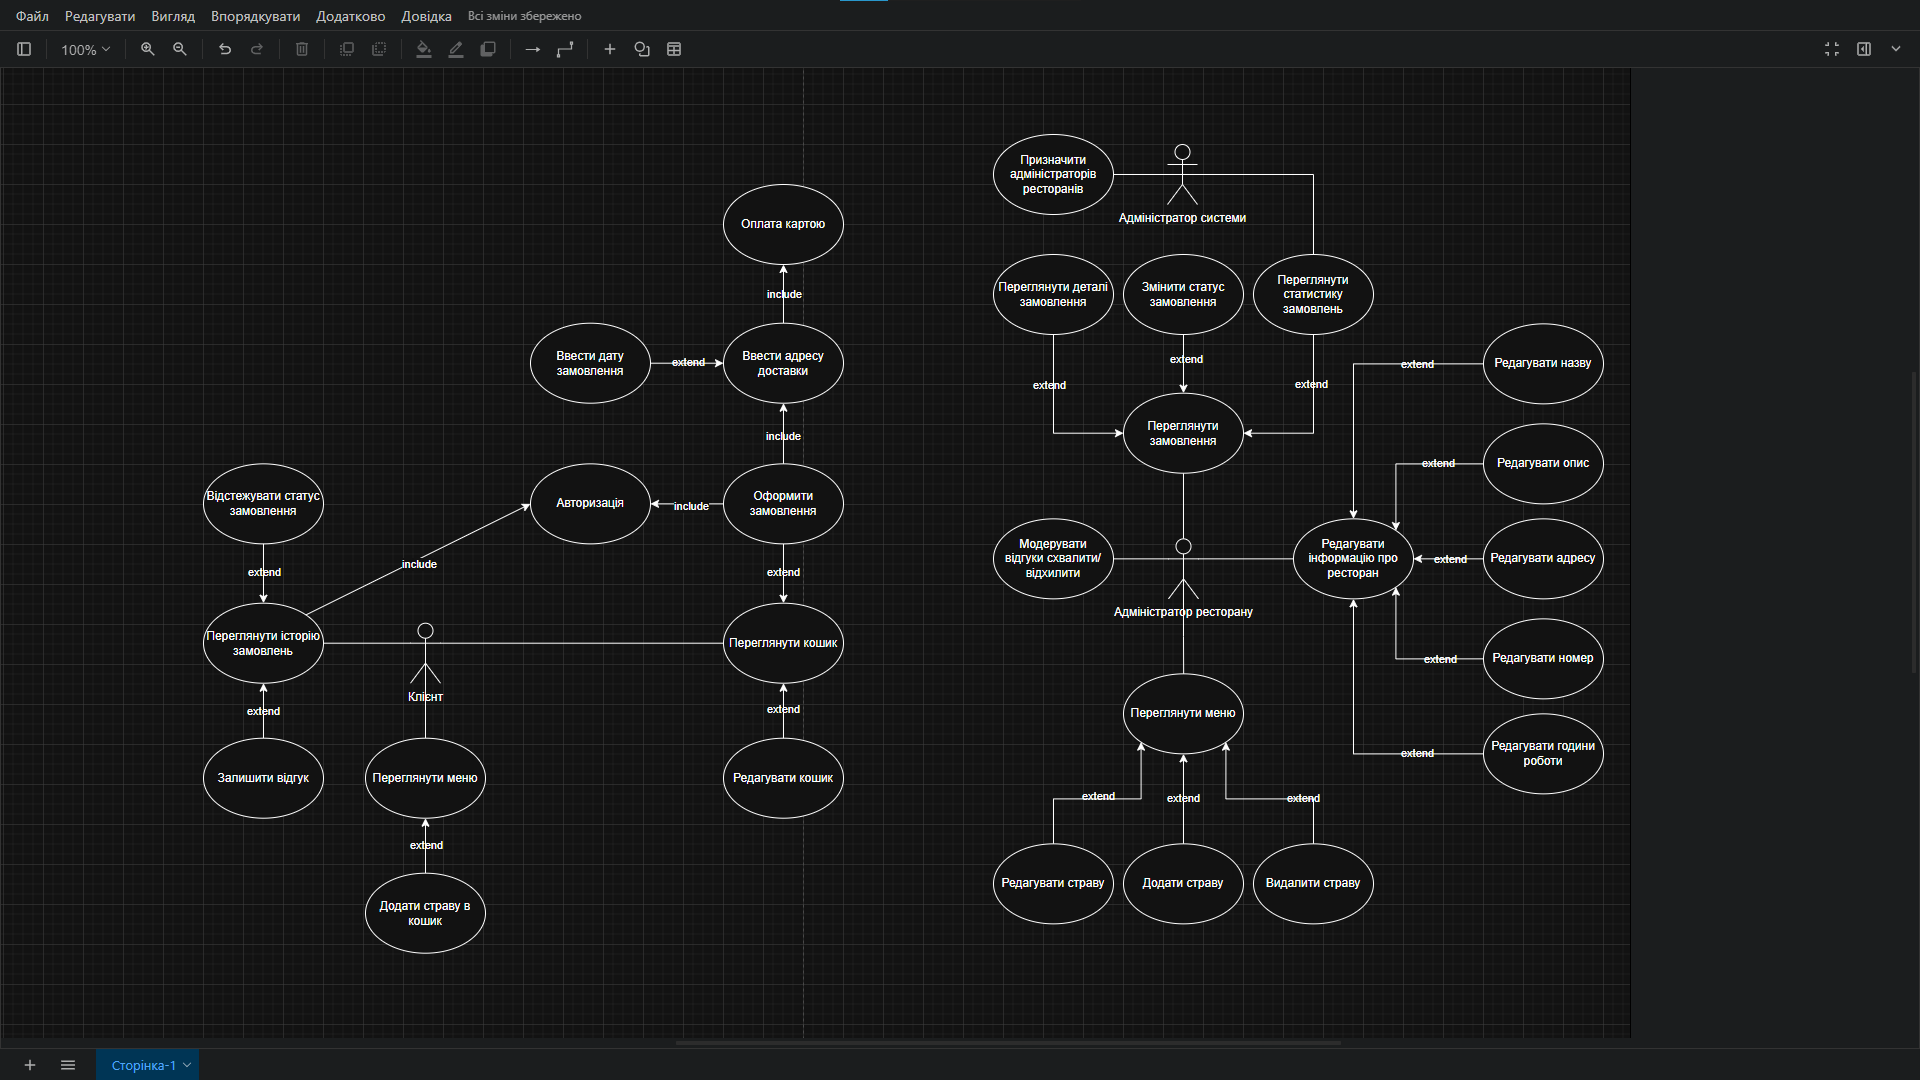 Файл Редагувати Вигляд Впорядкувати Додатково Довідка Всі зміни збережено
100%
Оплата картою
include
Ввести дату
замовлення
extend
Ввести адресу
доставки
include
Відстежувати статус
замовлення
Авторизація
include
Оформити
замовлення
extend
include
extend
Переглянути історію
замовлень
Клієнт
Переглянути кошик
extend
extend
Залишити відгук
Переглянути меню
Редагувати кошик
extend
Додати страву в
кошик
Призначити
адміністраторів
ресторанів
Адміністратор системи
Переглянути деталі
замовлення
Змінити статус
замовлення
Переглянути
статистику
замовлень
extend
extend
extend
Переглянути
замовлення
extend
Редагувати назву
extend
Редагувати опис
Модерувати
відгуки схвалити/
відхилити
Адміністратор ресторану
Редагувати
інформацію про
ресторан
extend
Редагувати адресу
extend
Редагувати номер
extend
Редагувати години
роботи
Переглянути меню
extend
extend
extend
Редагувати страву
Додати страву
Видалити страву
Сторінка-1